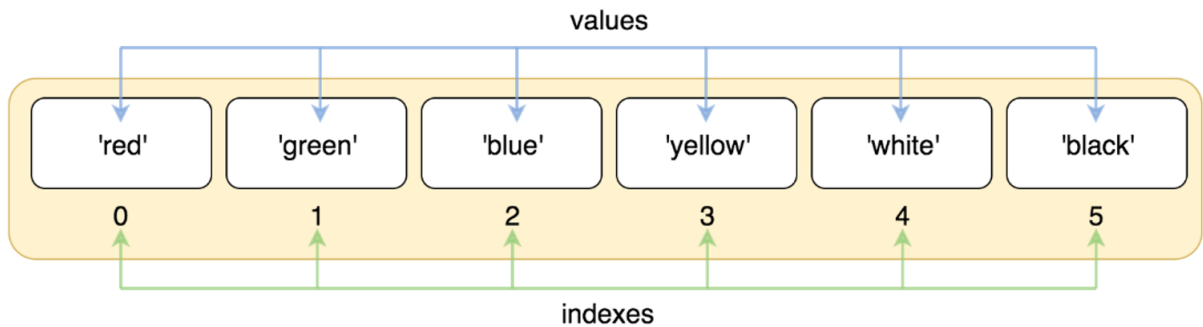 values
'red' 'green' 'blue' 'yellow' 'white' 'black'
0 1 2 3 4 5
indexes